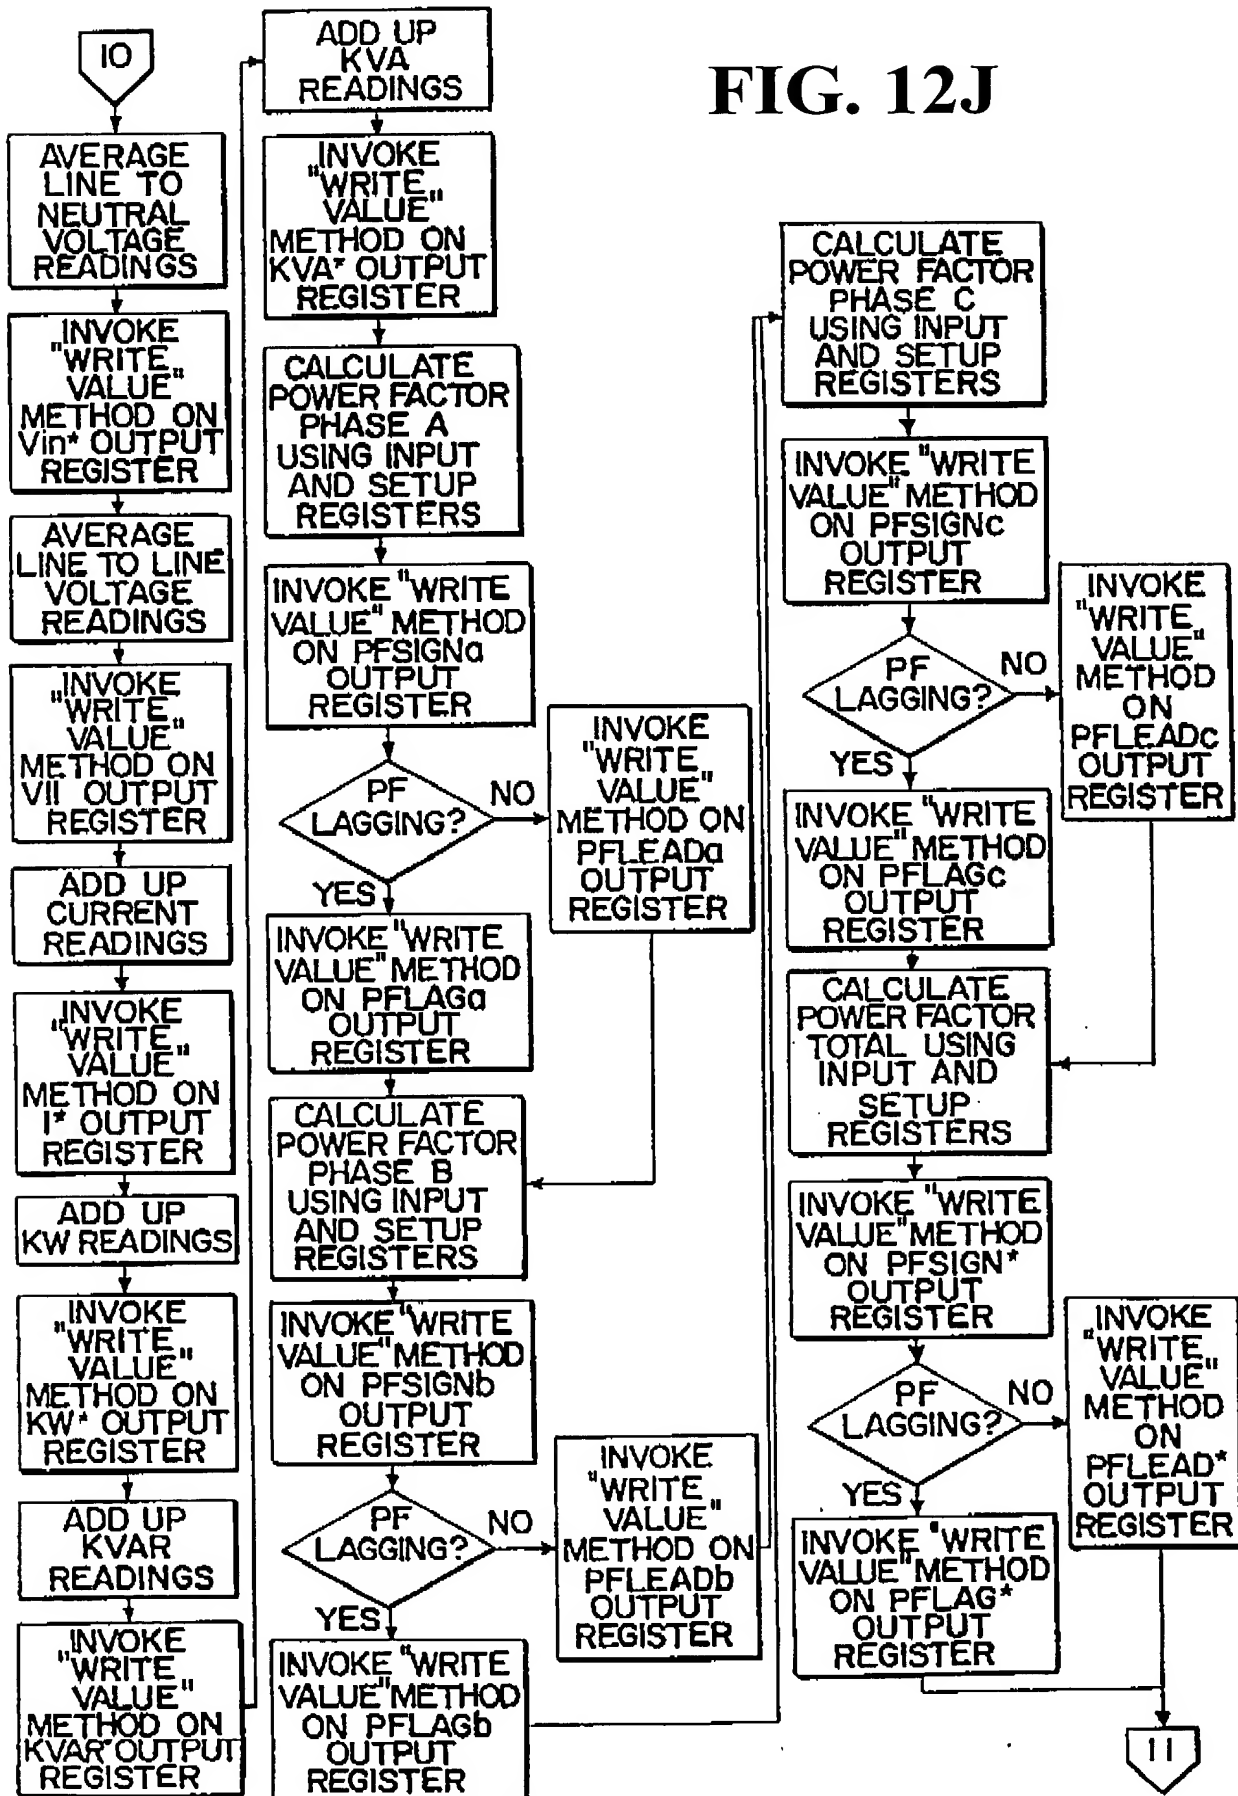 10
AVERAGE
LINE TO
NEUTRAL
VOLTAGE
READINGS
INVOKE
"WRITE
VALUE"
METHOD ON
Vin* OUTPUT
REGISTER
AVERAGE
LINE TO LINE
VOLTAGE
READINGS
INVOKE
"WRITE
VALUE"
METHOD ON
Vll OUTPUT
REGISTER
ADD UP
CURRENT
READINGS
INVOKE
"WRITE
VALUE"
METHOD ON
I* OUTPUT
REGISTER
ADD UP
KW READINGS
INVOKE
"WRITE
VALUE"
METHOD ON
KW* OUTPUT
REGISTER
ADD UP
KVAR
READINGS
INVOKE
"WRITE
VALUE"
METHOD ON
KVAR* OUTPUT
REGISTER
ADD UP
KVA
READINGS
INVOKE
"WRITE
VALUE"
METHOD ON
KVA* OUTPUT
REGISTER
CALCULATE
POWER FACTOR
PHASE A
USING INPUT
AND SETUP
REGISTERS
INVOKE "WRITE
VALUE" METHOD
ON PFSIGNa
OUTPUT
REGISTER
PF
LAGGING?
NO
YES
INVOKE
"WRITE
VALUE"
METHOD ON
PFLEADa
OUTPUT
REGISTER
INVOKE "WRITE
VALUE" METHOD
ON PFLAGa
OUTPUT
REGISTER
CALCULATE
POWER FACTOR
PHASE B
USING INPUT
AND SETUP
REGISTERS
INVOKE "WRITE
VALUE" METHOD
ON PFSIGNb
OUTPUT
REGISTER
PF
LAGGING?
NO
YES
INVOKE
"WRITE
VALUE"
METHOD ON
PFLEADb
OUTPUT
REGISTER
INVOKE "WRITE
VALUE" METHOD
ON PFLAGb
OUTPUT
REGISTER
FIG. 12J
CALCULATE
POWER FACTOR
PHASE C
USING INPUT
AND SETUP
REGISTERS
INVOKE "WRITE
VALUE" METHOD
ON PFSIGNc
OUTPUT
REGISTER
PF
LAGGING?
NO
YES
INVOKE
"WRITE
VALUE"
METHOD
ON
PFLEADc
OUTPUT
REGISTER
INVOKE "WRITE
VALUE" METHOD
ON PFLAGc
OUTPUT
REGISTER
CALCULATE
POWER FACTOR
TOTAL USING
INPUT AND
SETUP
REGISTERS
INVOKE "WRITE
VALUE" METHOD
ON PFSIGN*
OUTPUT
REGISTER
PF
LAGGING?
NO
YES
INVOKE
"WRITE
VALUE"
METHOD
ON
PFLEAD*
OUTPUT
REGISTER
INVOKE "WRITE
VALUE" METHOD
ON PFLAG*
OUTPUT
REGISTER
11